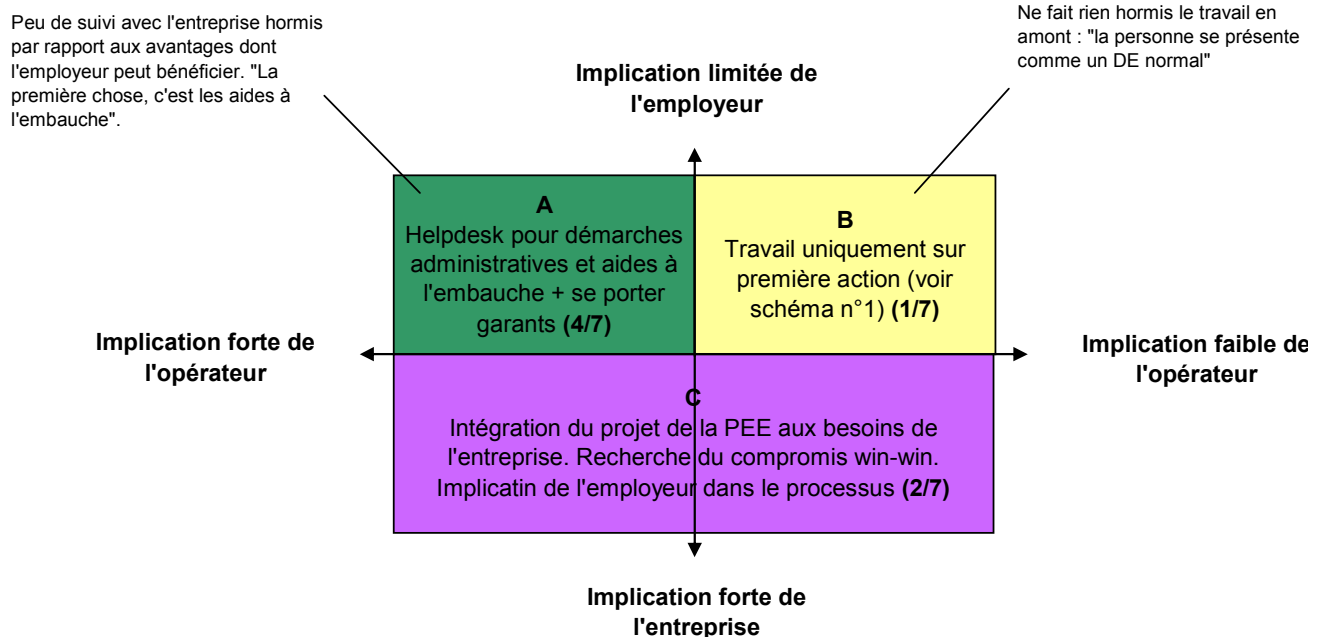 Peu de suivi avec l'entreprise hormis
par rapport aux avantages dont
l'employeur peut bénéficier. "La
première chose, c'est les aides à
l'embauche".
Ne fait rien hormis le travail en
amont : "la personne se présente
comme un DE normal"
Implication limitée de
l'employeur
A
Helpdesk pour démarches
administratives et aides à
l'embauche + se porter
garants (4/7)
B
Travail uniquement sur
première action (voir
schéma n°1) (1/7)
Implication forte de
l'opérateur
Implication faible de
l'opérateur
C
Intégration du projet de la PEE aux besoins de
l'entreprise. Recherche du compromis win-win.
Implicatin de l'employeur dans le processus (2/7)
Implication forte de
l'entreprise